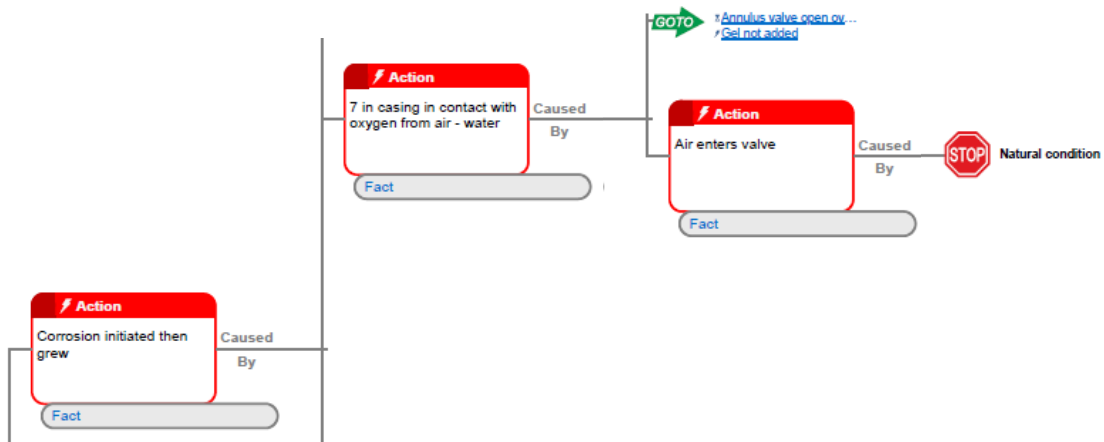 GOTO
Annulus valve open ov...
Gel not added
Action
7 in casing in contact with
oxygen from air - water
Caused
By
Fact
Action
Air enters valve
Caused
By
STOP
Natural condition
Fact
Action
Corrosion initiated then
grew
Caused
By
Fact